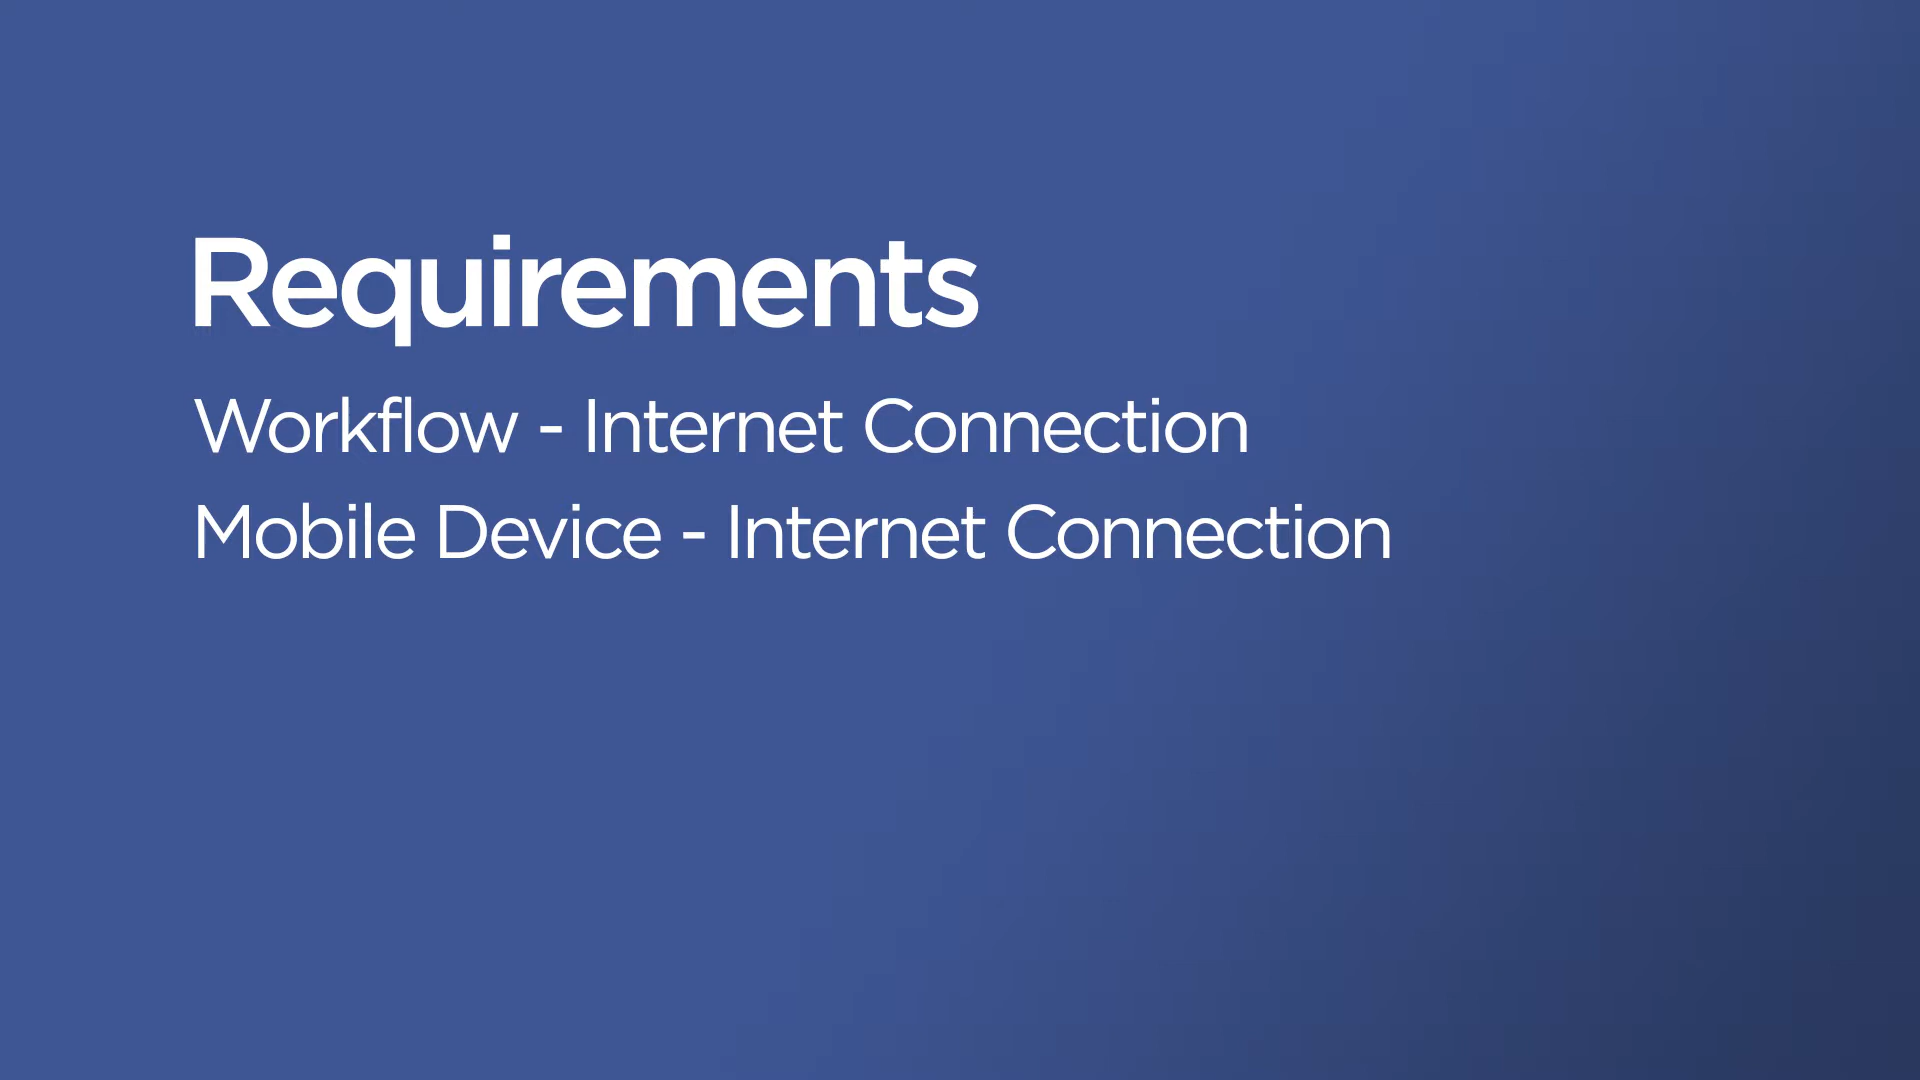 Requirements
Workflow - Internet Connection
Mobile Device - Internet Connection